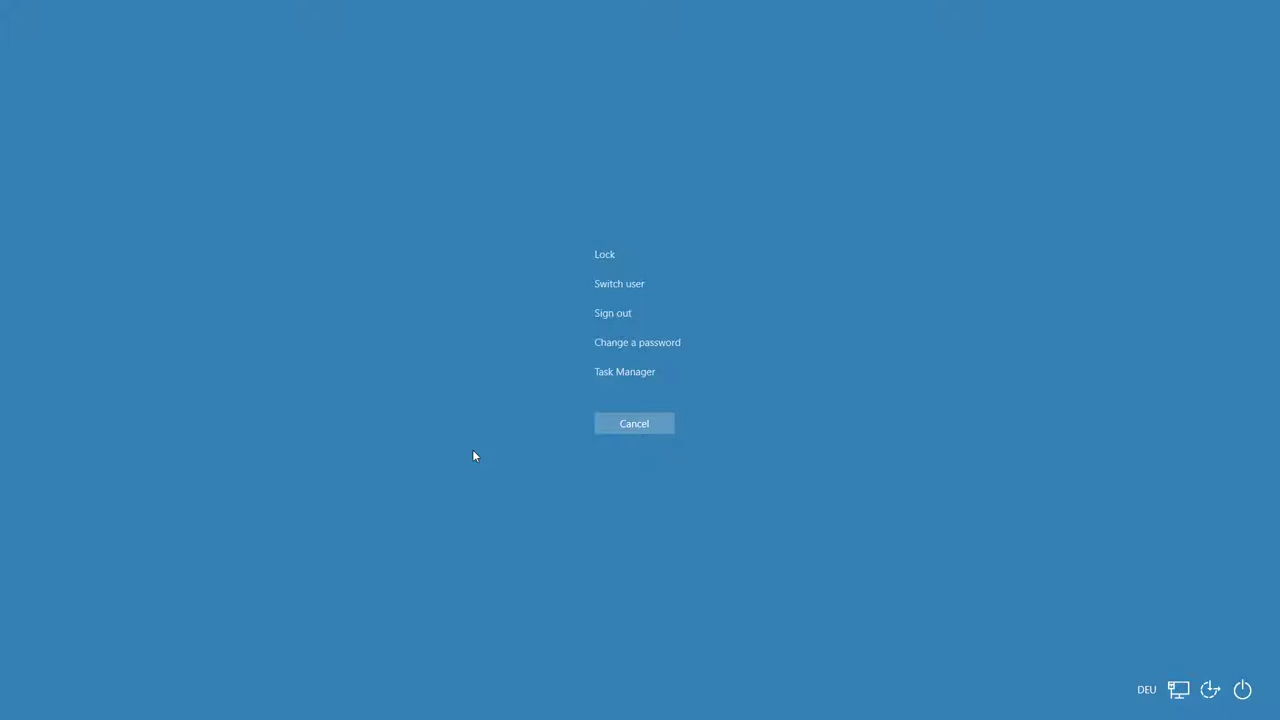 Lock
Switch user
Sign out
Change a password
Task Manager
Cancel
DEU